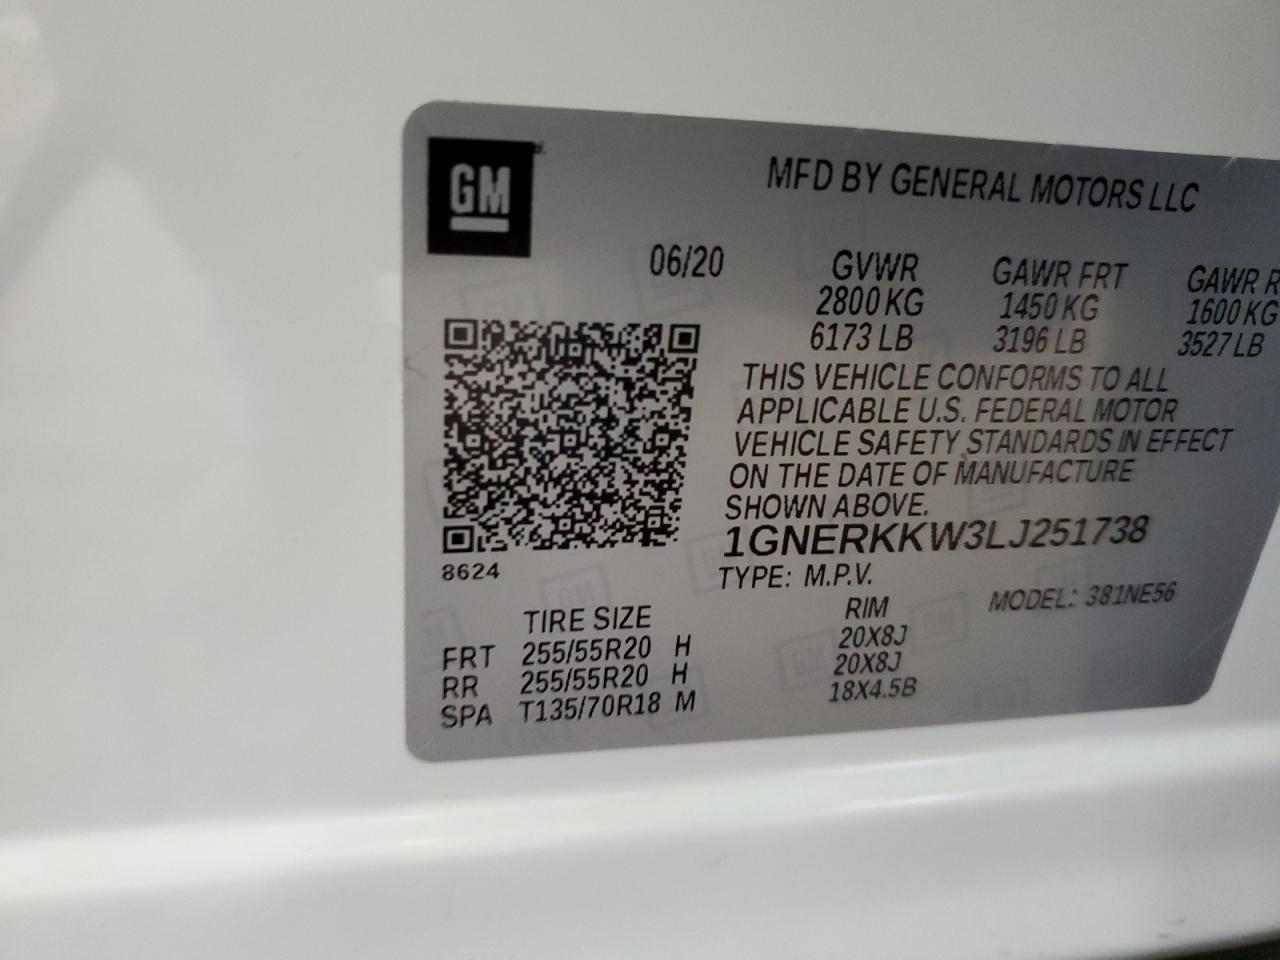 GM
MFD BY GENERAL MOTORS LLC
06/20 GVWR GAWR FRT GAWR R
2800 KG 1450 KG 1600 KG
6173 LB 3196 LB 3527 LB
THIS VEHICLE CONFORMS TO ALL
APPLICABLE U.S. FEDERAL MOTOR
VEHICLE SAFETY STANDARDS IN EFFECT
ON THE DATE OF MANUFACTURE
SHOWN ABOVE.
1GNERKKW3LJ251738
8624
TYPE: M.P.V. MODEL: 381NE56
TIRE SIZE RIM
FRT 255/55R20 H 20X8J
RR 255/55R20 H 20X8J
SPA T135/70R18 M 18X4.5B